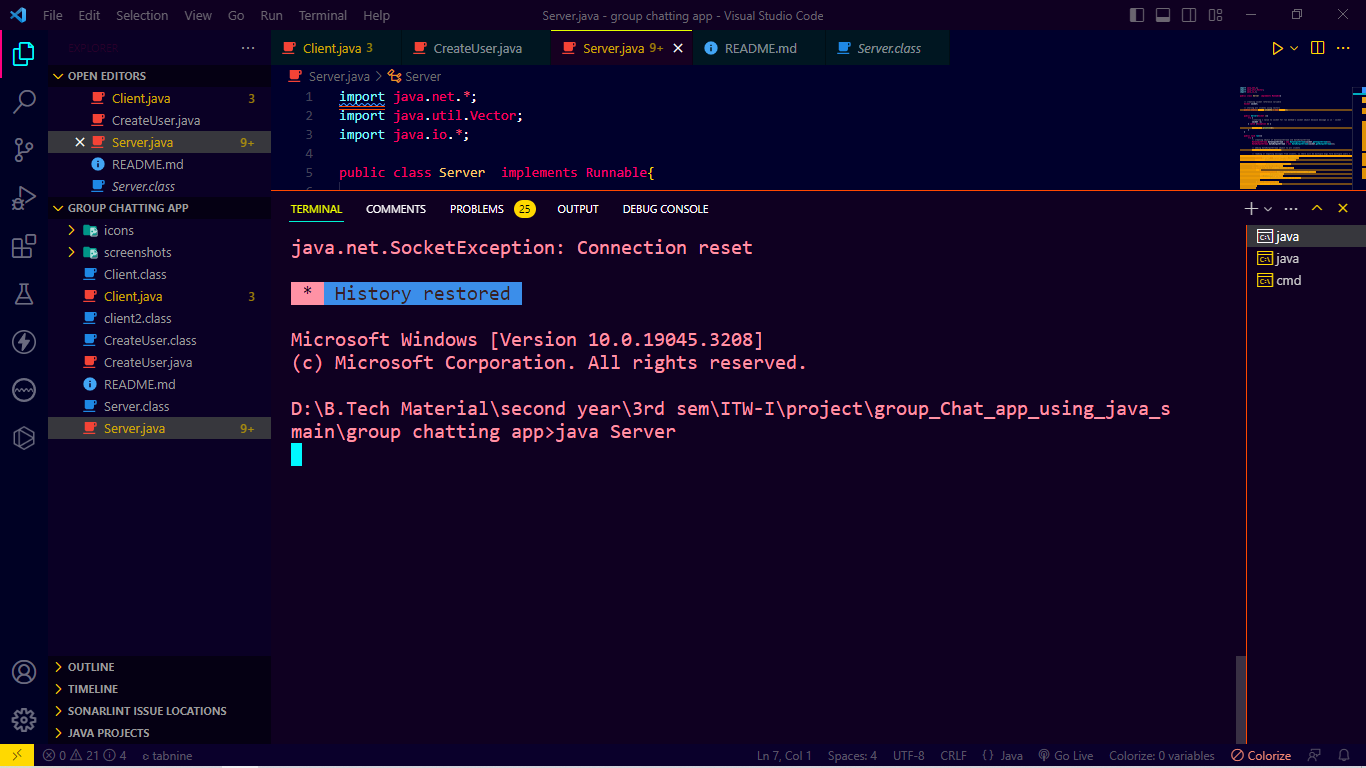 File Edit Selection View Go Run Terminal Help Server.java - group chatting app - Visual Studio Code
EXPLORER
OPEN EDITORS
Client.java 3
CreateUser.java
Server.java 9+
README.md
Server.class
GROUP CHATTING APP
icons
screenshots
Client.class
Client.java 3
client2.class
CreateUser.class
CreateUser.java
README.md
Server.class
Server.java 9+
OUTLINE
TIMELINE
SONARLINT ISSUE LOCATIONS
JAVA PROJECTS
Client.java 3 CreateUser.java Server.java 9+ README.md Server.class
Server.java > Server
1 import java.net.*;
2 import java.util.Vector;
3 import java.io.*;
4
5 public class Server  implements Runnable{
TERMINAL COMMENTS PROBLEMS 25 OUTPUT DEBUG CONSOLE
java.net.SocketException: Connection reset
* History restored
Microsoft Windows [Version 10.0.19045.3208]
(c) Microsoft Corporation. All rights reserved.
D:\B.Tech Material\second year\3rd sem\ITW-I\project\group_Chat_app_using_java_s
main\group chatting app>java Server
java
java
cmd
0 21 4 tabnine Ln 7, Col 1 Spaces: 4 UTF-8 CRLF {} Java Go Live Colorize: 0 variables Colorize